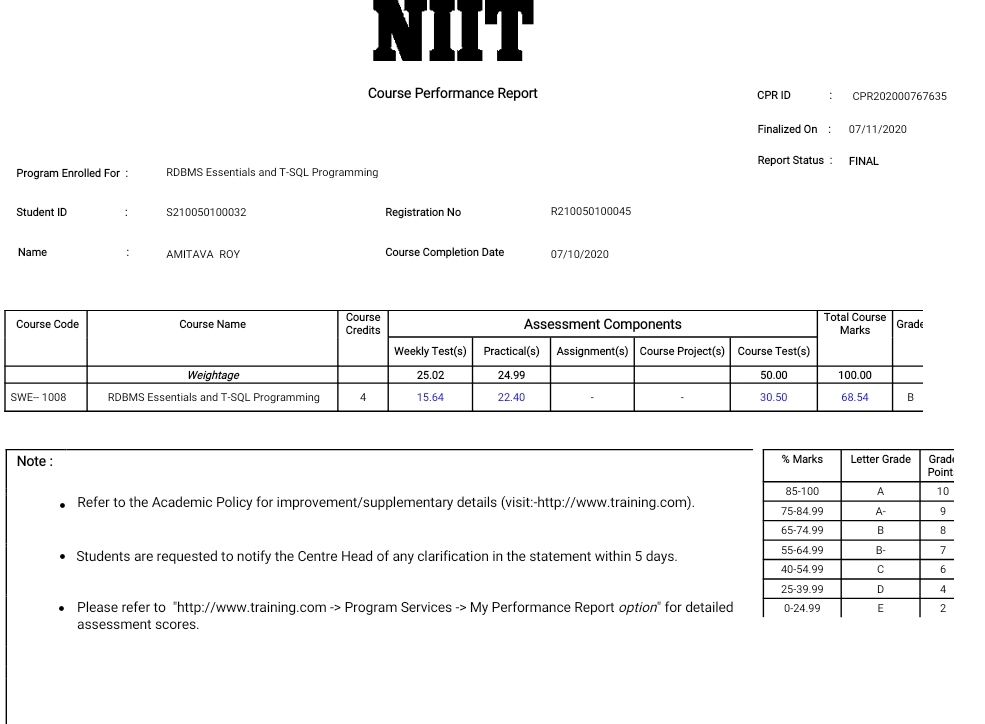 NIIT
Course Performance Report
CPR ID : CPR202000767635
Finalized On : 07/11/2020
Report Status : FINAL
Program Enrolled For : RDBMS Essentials and T-SQL Programming
Student ID : S210050100032 Registration No R210050100045
Name : AMITAVA ROY Course Completion Date 07/10/2020
Course Code Course Name Course Credits Assessment Components Total Course Marks Grade
Weekly Test(s) Practical(s) Assignment(s) Course Project(s) Course Test(s)
Weightage 25.02 24.99 50.00 100.00
SWE-- 1008 RDBMS Essentials and T-SQL Programming 4 15.64 22.40 - - 30.50 68.54 B
Note :
• Refer to the Academic Policy for improvement/supplementary details (visit:-http://www.training.com).
• Students are requested to notify the Centre Head of any clarification in the statement within 5 days.
• Please refer to "http://www.training.com -> Program Services -> My Performance Report option" for detailed
assessment scores.
% Marks Letter Grade Grade Point
85-100 A 10
75-84.99 A- 9
65-74.99 B 8
55-64.99 B- 7
40-54.99 C 6
25-39.99 D 4
0-24.99 E 2